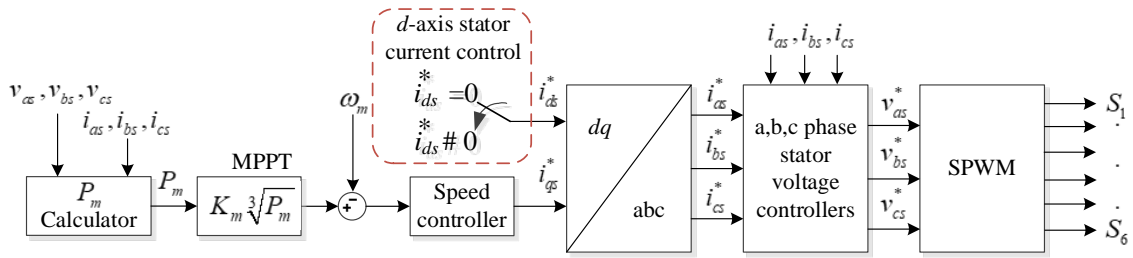 d-axis stator
current control
i*ds =0
i*ds # 0
vas ,vbs ,vcs
ias ,ibs ,ics
Pm
Calculator
Pm
MPPT
Km ∛Pm
ωm
+
-
Speed
controller
i*ds
i*qs
dq
abc
i*as
i*bs
i*cs
ias ,ibs ,ics
a,b,c phase
stator
voltage
controllers
v*as
v*bs
v*cs
SPWM
S1
.
.
.
S6